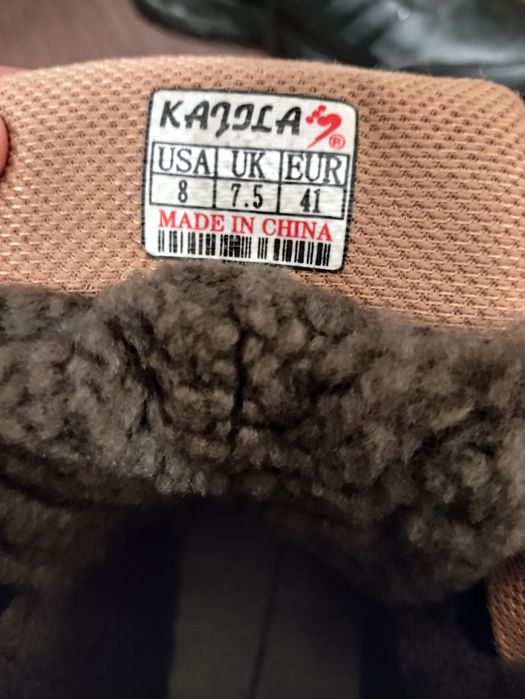 KAJILA
®
USA UK EUR
8 7.5 41
MADE IN CHINA